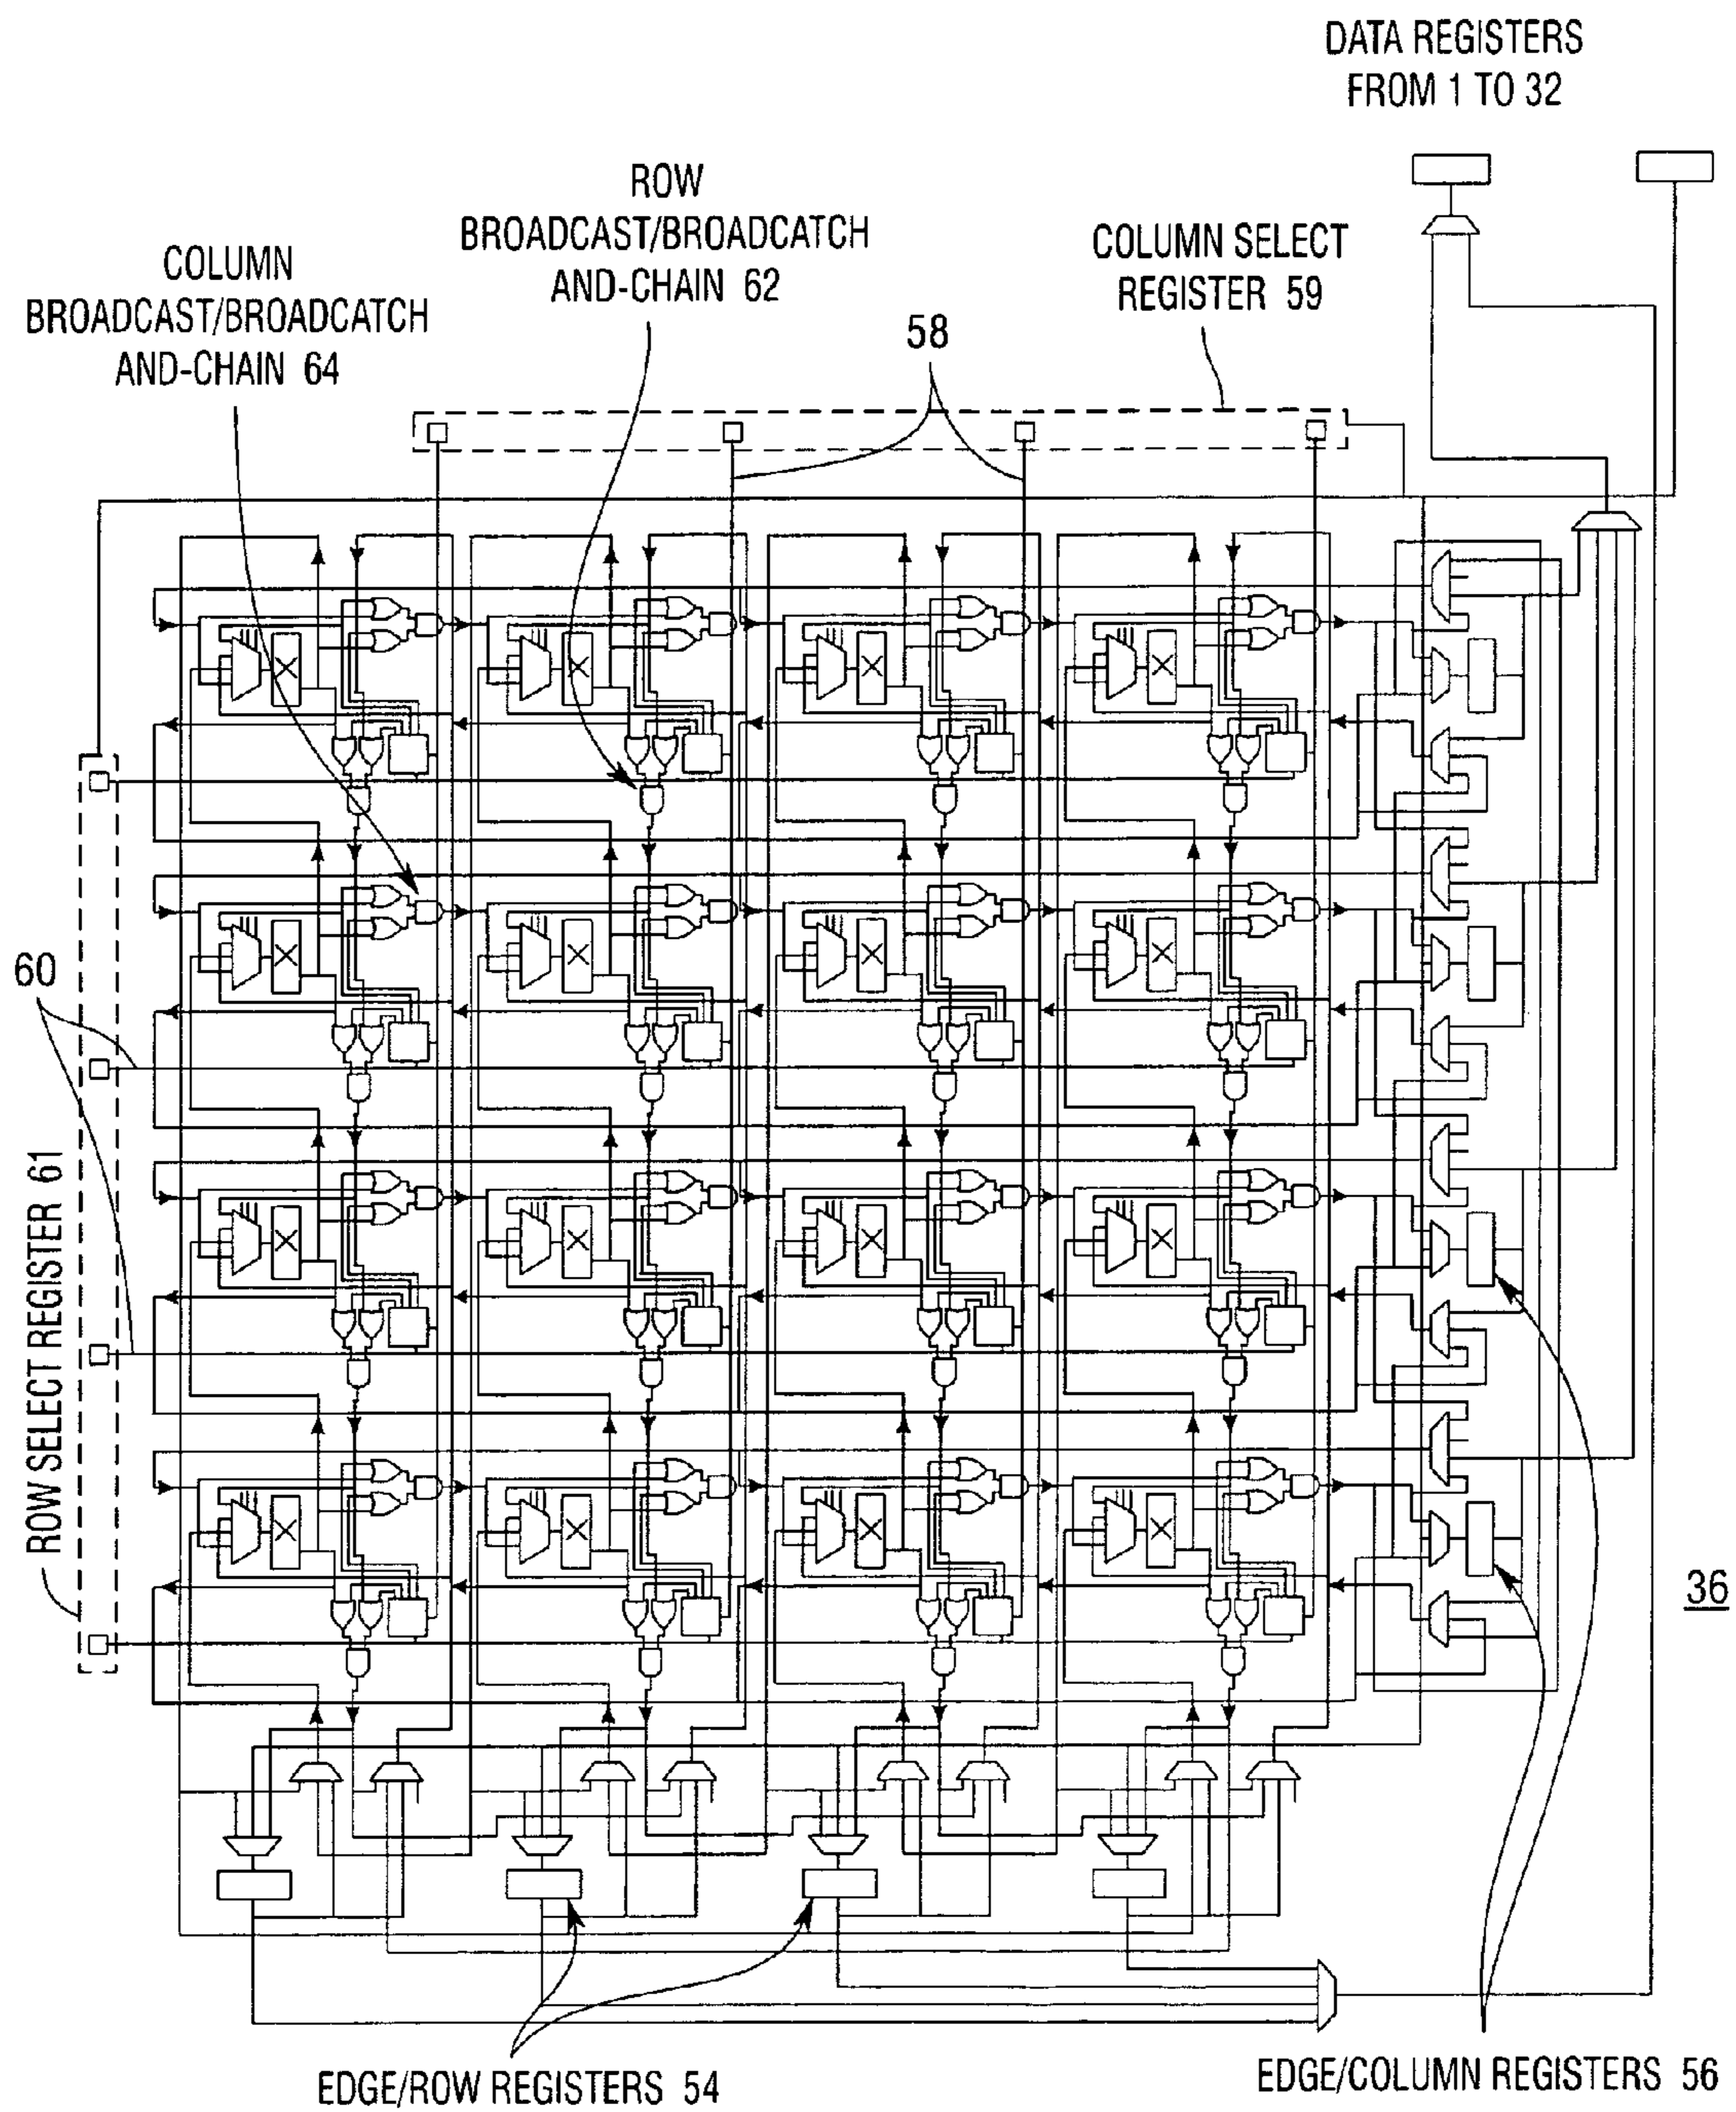 DATA REGISTERS
FROM 1 TO 32
ROW
BROADCAST/BROADCATCH
AND-CHAIN 62
COLUMN SELECT
REGISTER 59
COLUMN
BROADCAST/BROADCATCH
AND-CHAIN 64
58
60
ROW SELECT REGISTER 61
36
EDGE/ROW REGISTERS 54
EDGE/COLUMN REGISTERS 56